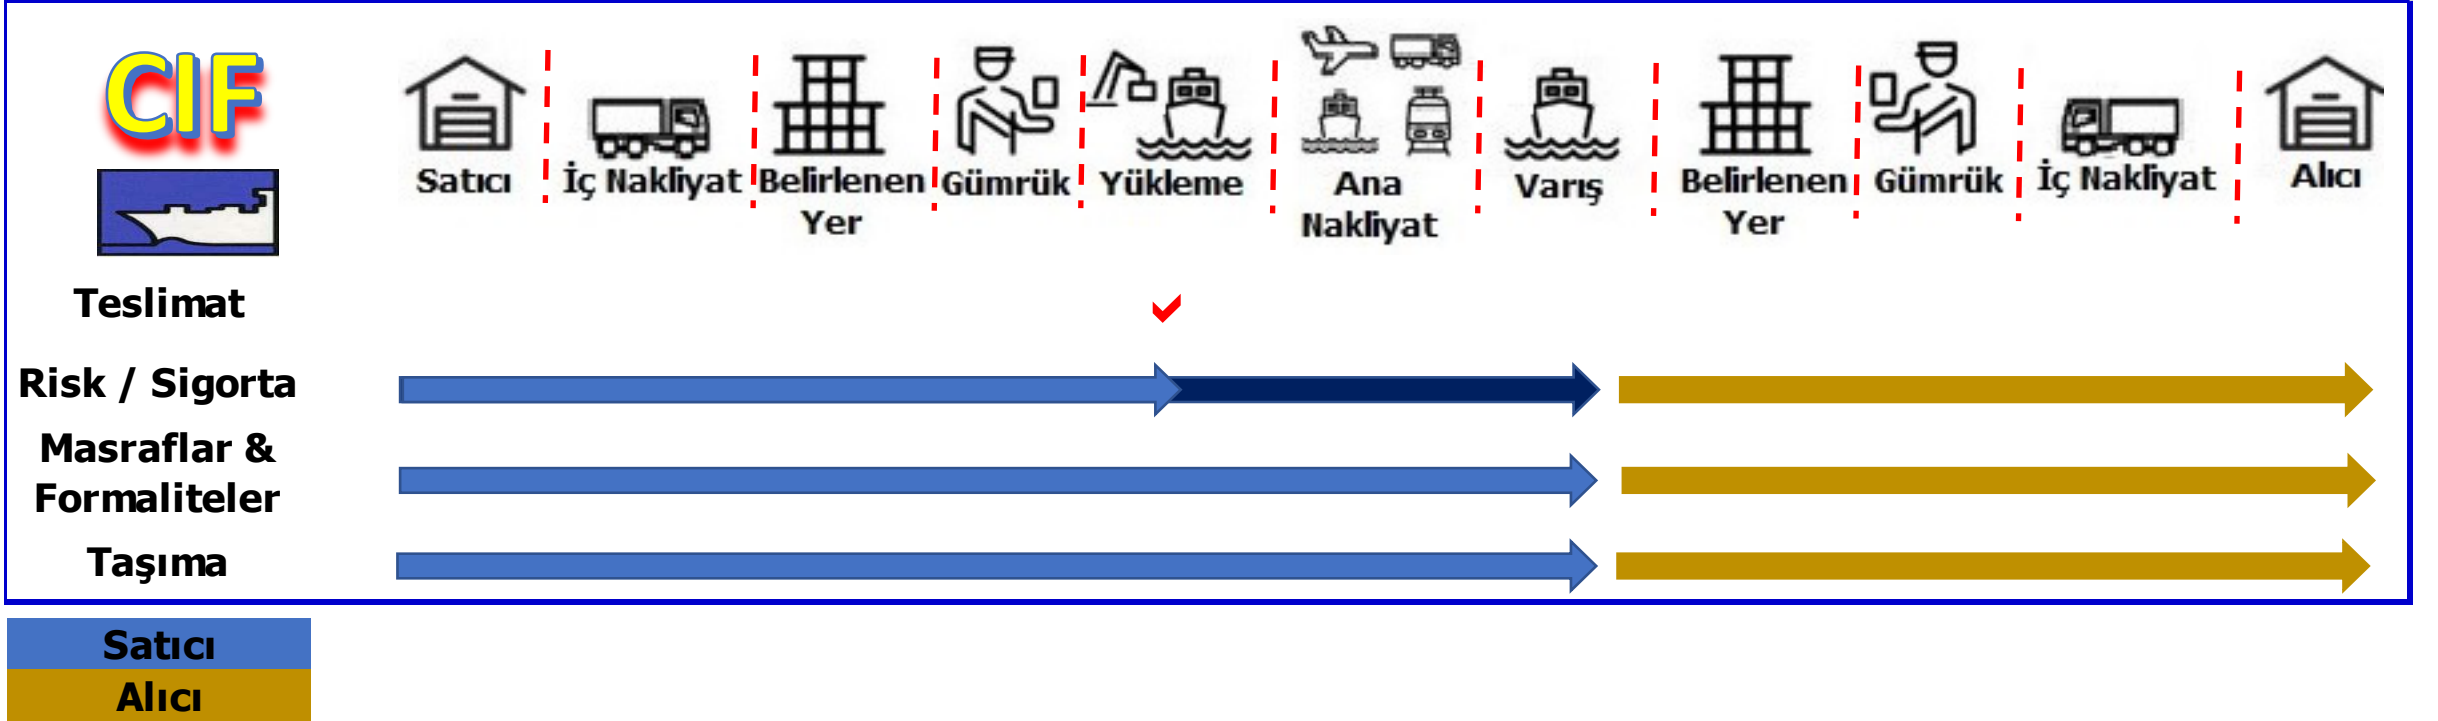 CIF
Satıcı
İç Nakliyat
Belirlenen
Yer
Gümrük
Yükleme
Ana
Nakliyat
Varış
Belirlenen
Yer
Gümrük
İç Nakliyat
Alıcı
Teslimat
Risk / Sigorta
Masraflar &
Formaliteler
Taşıma
Satıcı
Alıcı